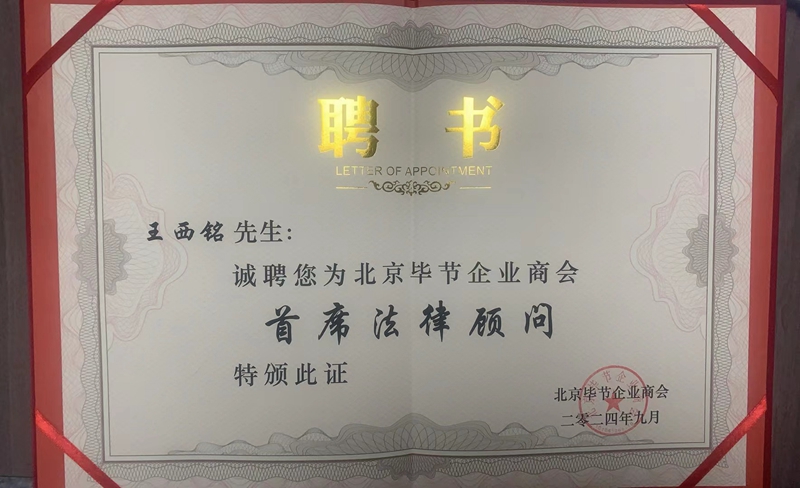 聘 书
LETTER OF APPOINTMENT
王西铭 先生:
诚聘您为北京毕节企业商会
首席法律顾问
特颁此证
北京毕节企业商会
二零二四年九月